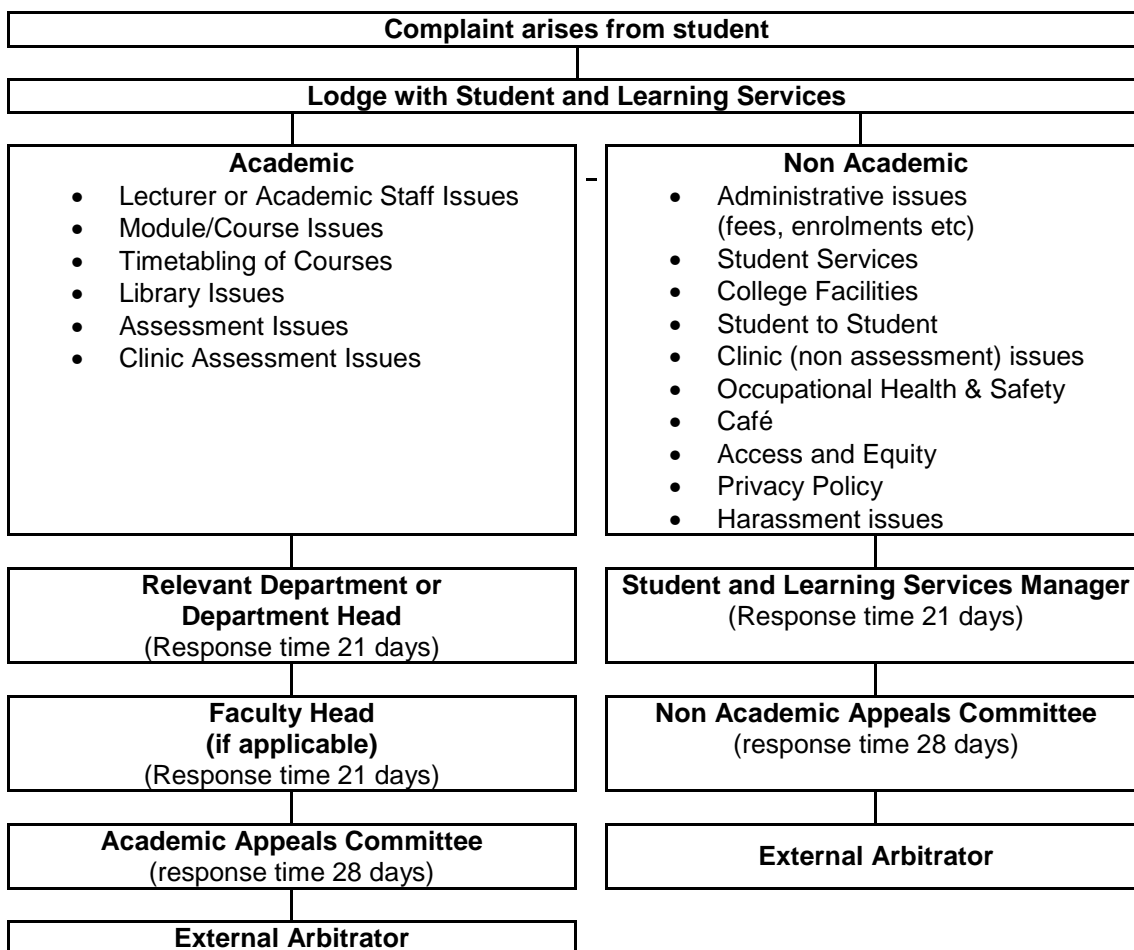 Complaint arises from student
Lodge with Student and Learning Services
Academic
• Lecturer or Academic Staff Issues
• Module/Course Issues
• Timetabling of Courses
• Library Issues
• Assessment Issues
• Clinic Assessment Issues
Non Academic
• Administrative issues
(fees, enrolments etc)
• Student Services
• College Facilities
• Student to Student
• Clinic (non assessment) issues
• Occupational Health & Safety
• Café
• Access and Equity
• Privacy Policy
• Harassment issues
Relevant Department or
Department Head
(Response time 21 days)
Student and Learning Services Manager
(Response time 21 days)
Faculty Head
(if applicable)
(Response time 21 days)
Non Academic Appeals Committee
(response time 28 days)
Academic Appeals Committee
(response time 28 days)
External Arbitrator
External Arbitrator